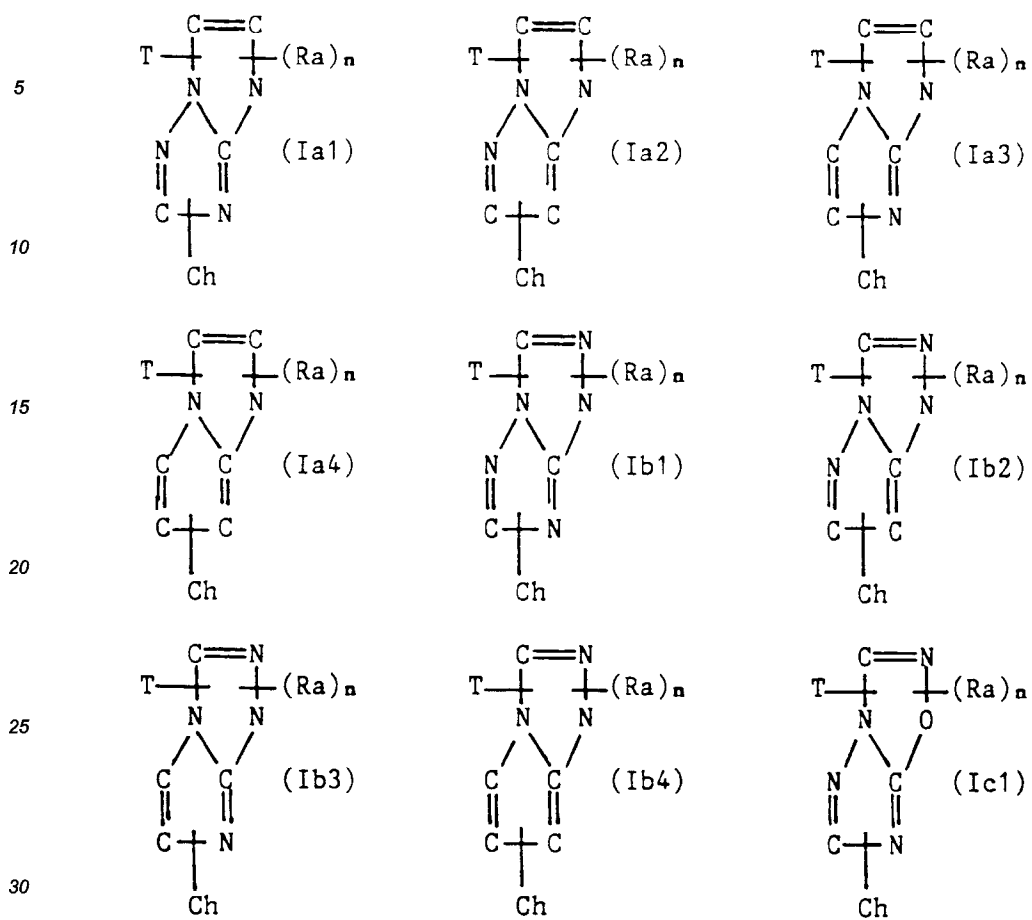 C=C C=C C=C
T (Ra)n T (Ra)n T (Ra)n
5 N N N N N N
N C (Ia1) N C (Ia2) C C (Ia3)
C N C C C N
10
Ch Ch Ch
C=C C=N C=N
T (Ra)n T (Ra)n T (Ra)n
15 N N N N N N
C C (Ia4) N C (Ib1) N C (Ib2)
C C C N C C
20
Ch Ch Ch
C=N C=N C=N
T (Ra)n T (Ra)n T (Ra)n
25 N N N N N O
C C (Ib3) C C (Ib4) N C (Ic1)
C N C C C N
30
Ch Ch Ch